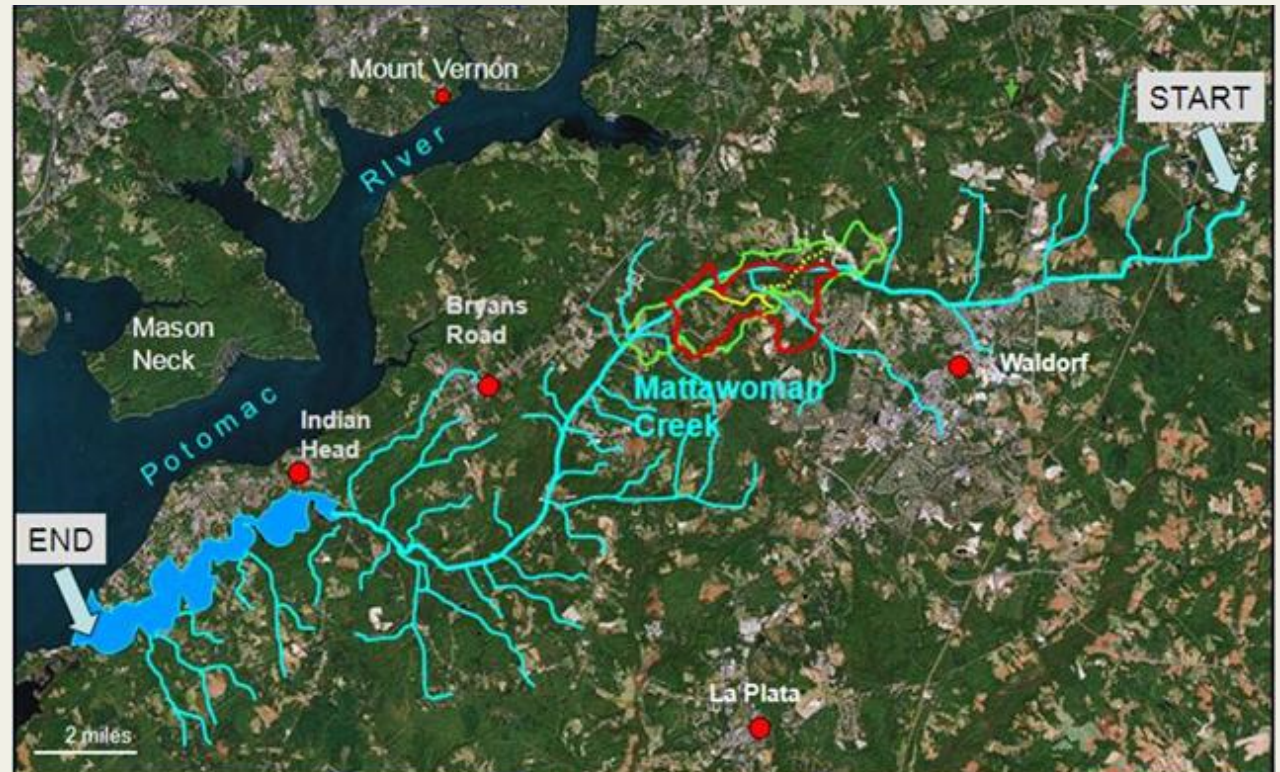 Mount Vernon
START
River
Bryans
Road
Mason
Neck
Waldorf
Mattawoman
Creek
Potomac
Indian
Head
END
La Plata
2 miles